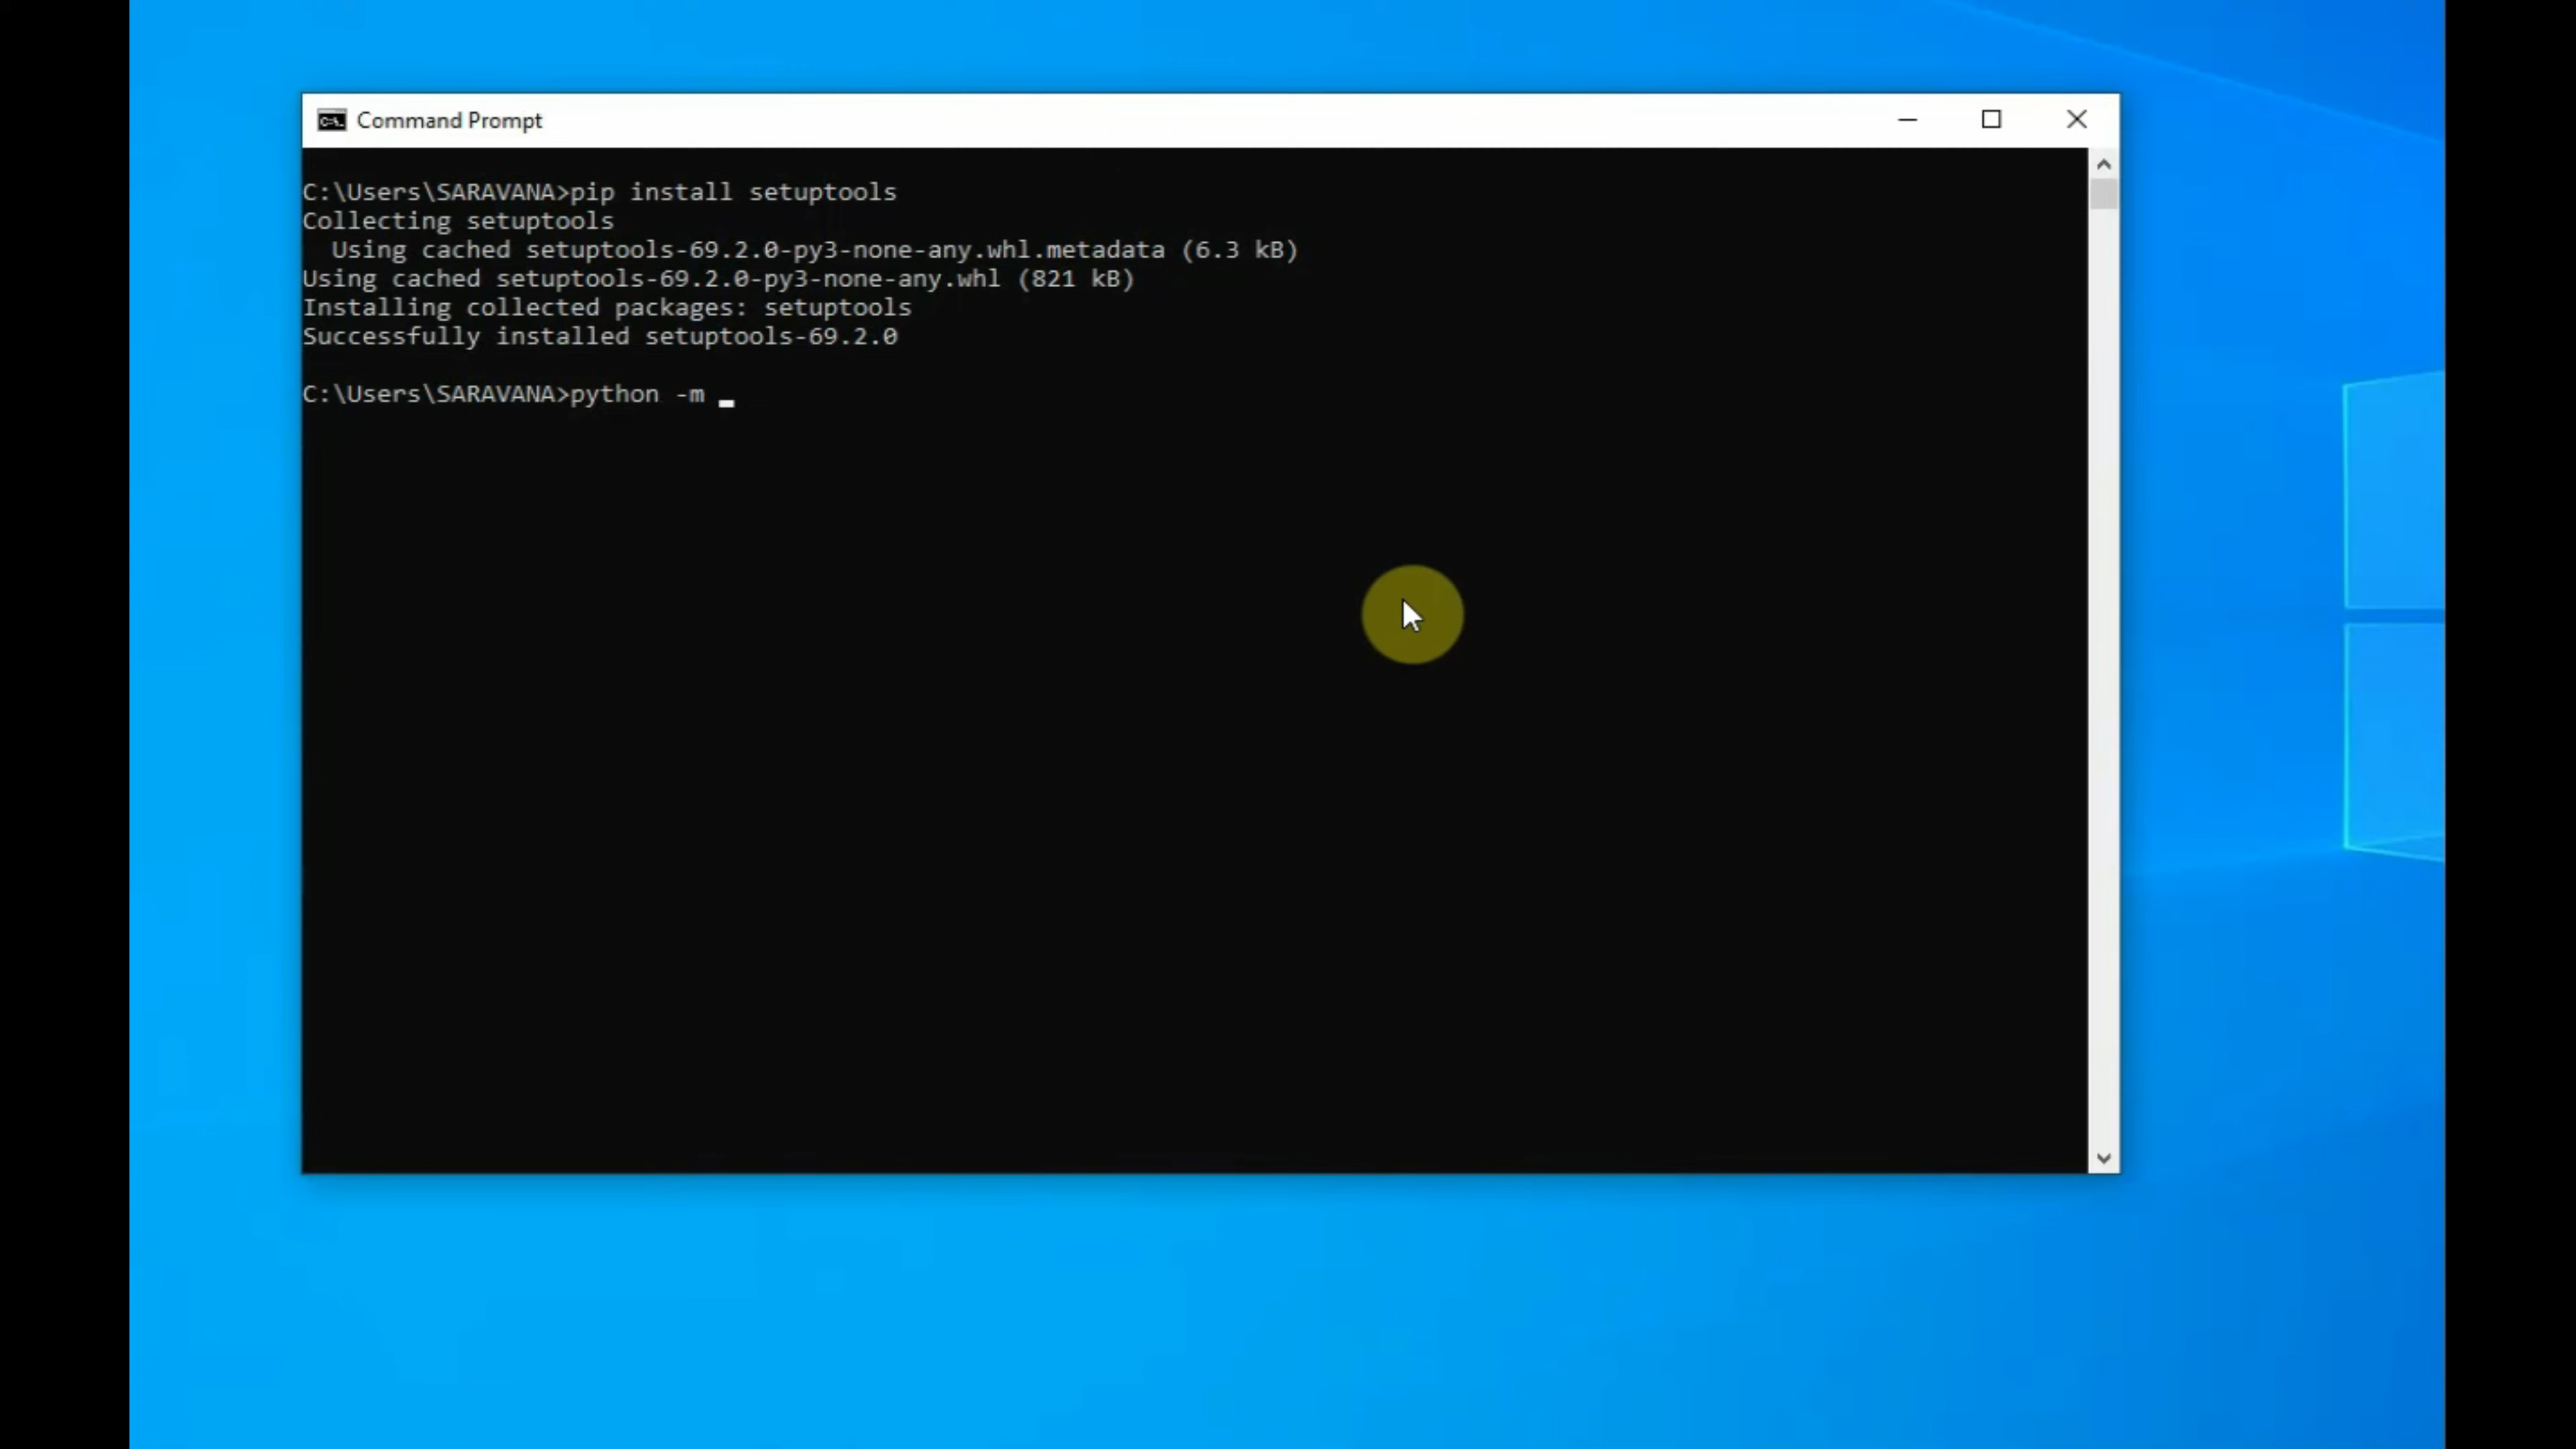 Command Prompt
C:\Users\SARAVANA>pip install setuptools
Collecting setuptools
  Using cached setuptools-69.2.0-py3-none-any.whl.metadata (6.3 kB)
Using cached setuptools-69.2.0-py3-none-any.whl (821 kB)
Installing collected packages: setuptools
Successfully installed setuptools-69.2.0
C:\Users\SARAVANA>python -m _